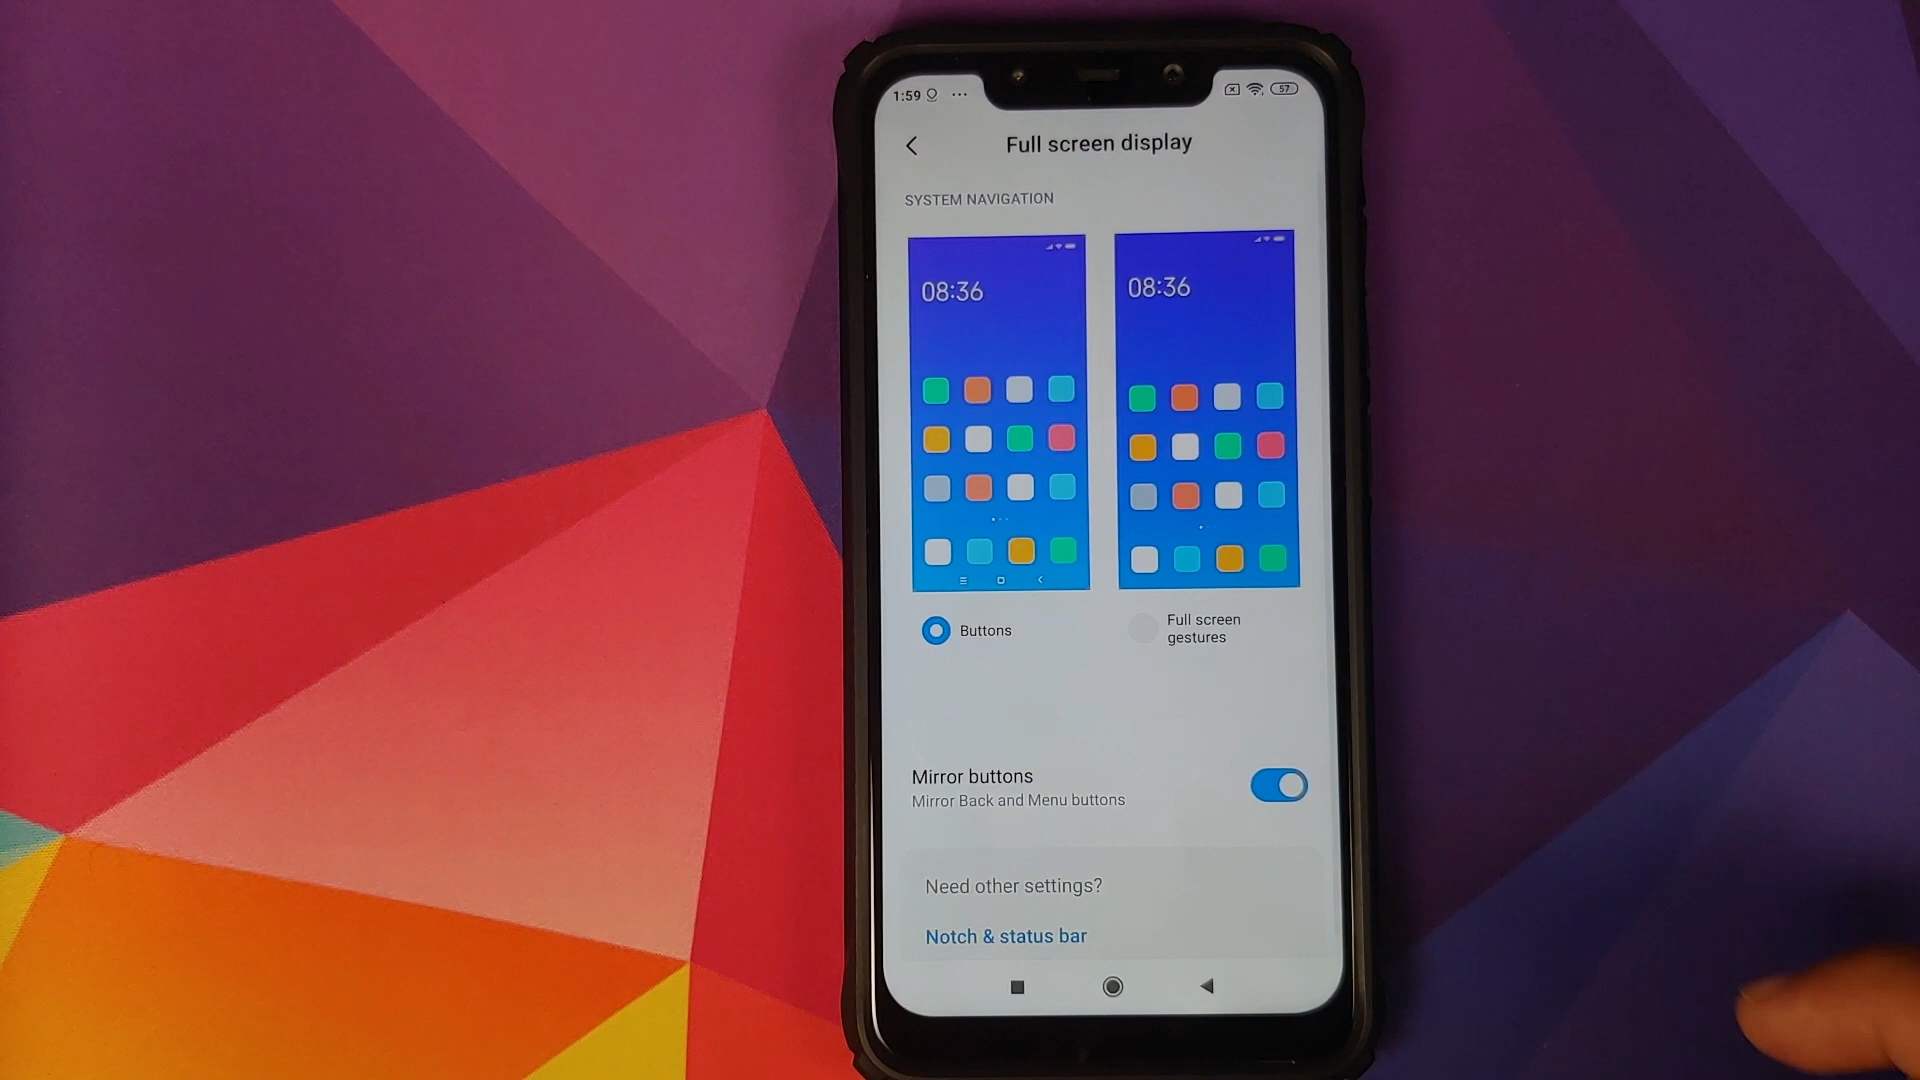 1:59
57
Full screen display
SYSTEM NAVIGATION
08:36
08:36
Buttons
Full screen
gestures
Mirror buttons
Mirror Back and Menu buttons
Need other settings?
Notch & status bar